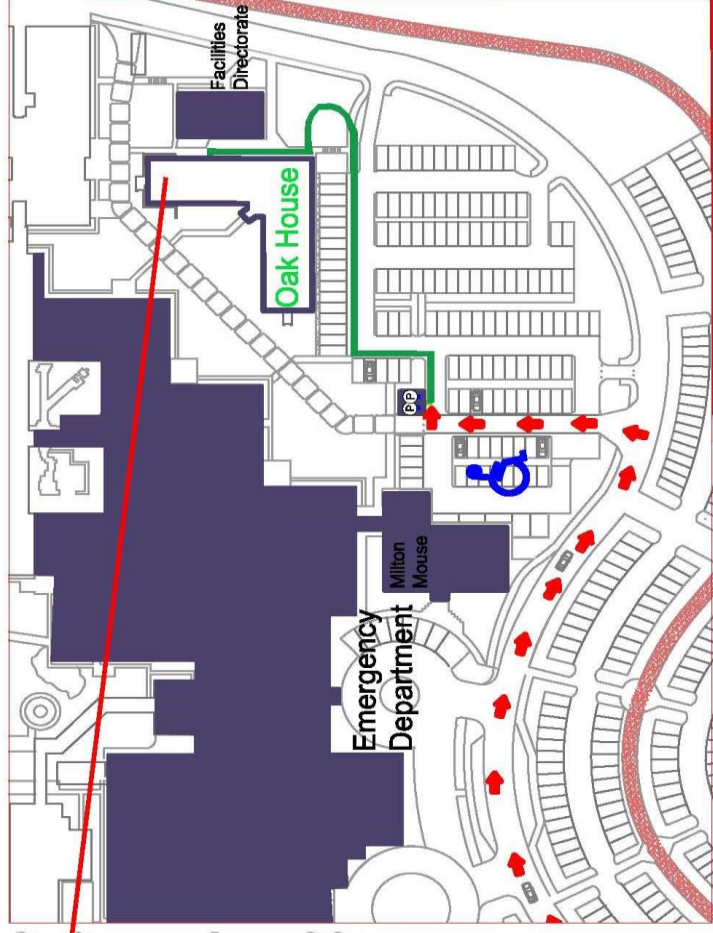 Facilities
Directorate
Oak House
PP
Milton
Mouse
Emergency
Department